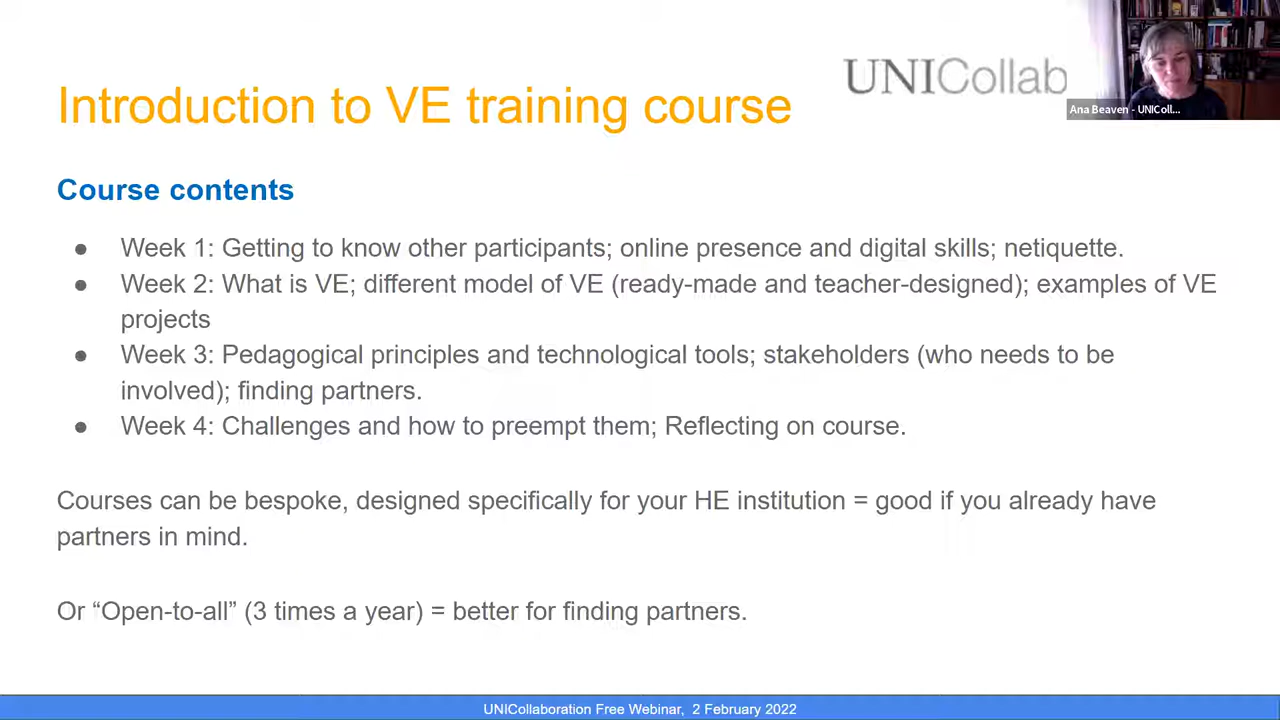 UNICollab
Ana Beaven - UNIColl...
Introduction to VE training course
Course contents
● Week 1: Getting to know other participants; online presence and digital skills; netiquette.
● Week 2: What is VE; different model of VE (ready-made and teacher-designed); examples of VE
projects
● Week 3: Pedagogical principles and technological tools; stakeholders (who needs to be
involved); finding partners.
● Week 4: Challenges and how to preempt them; Reflecting on course.
Courses can be bespoke, designed specifically for your HE institution = good if you already have
partners in mind.
Or “Open-to-all” (3 times a year) = better for finding partners.
UNICollaboration Free Webinar, 2 February 2022